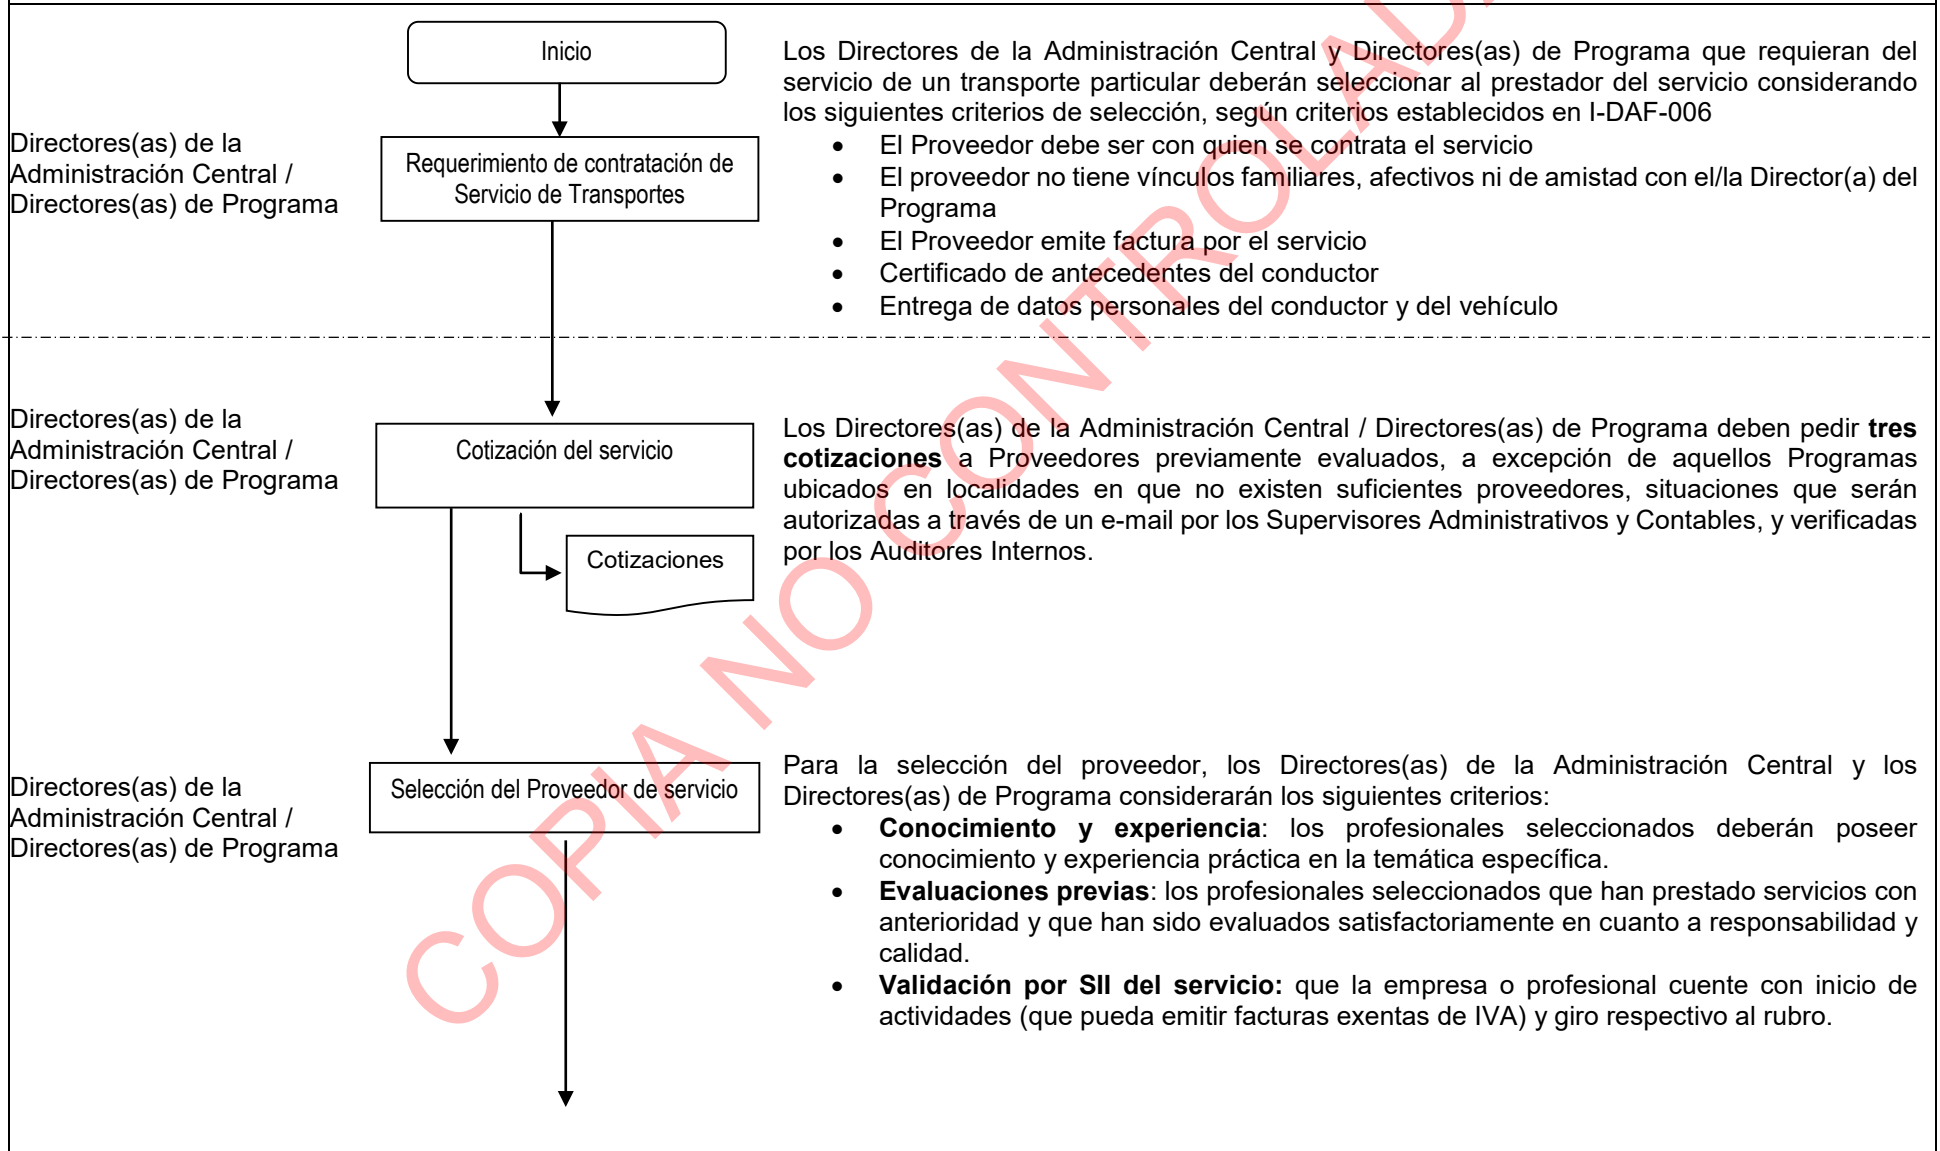 Inicio
Los Directores de la Administración Central y Directores(as) de Programa que requieran del
servicio de un transporte particular deberán seleccionar al prestador del servicio considerando
los siguientes criterios de selección, según criterios establecidos en I-DAF-006
Directores(as) de la
Administración Central /
Directores(as) de Programa
Requerimiento de contratación de
Servicio de Transportes
• El Proveedor debe ser con quien se contrata el servicio
• El proveedor no tiene vínculos familiares, afectivos ni de amistad con el/la Director(a) del
Programa
• El Proveedor emite factura por el servicio
• Certificado de antecedentes del conductor
• Entrega de datos personales del conductor y del vehículo
Directores(as) de la
Administración Central /
Directores(as) de Programa
Cotización del servicio
Cotizaciones
Los Directores(as) de la Administración Central / Directores(as) de Programa deben pedir tres
cotizaciones a Proveedores previamente evaluados, a excepción de aquellos Programas
ubicados en localidades en que no existen suficientes proveedores, situaciones que serán
autorizadas a través de un e-mail por los Supervisores Administrativos y Contables, y verificadas
por los Auditores Internos.
Directores(as) de la
Administración Central /
Directores(as) de Programa
Selección del Proveedor de servicio
Para la selección del proveedor, los Directores(as) de la Administración Central y los
Directores(as) de Programa considerarán los siguientes criterios:
• Conocimiento y experiencia: los profesionales seleccionados deberán poseer
conocimiento y experiencia práctica en la temática específica.
• Evaluaciones previas: los profesionales seleccionados que han prestado servicios con
anterioridad y que han sido evaluados satisfactoriamente en cuanto a responsabilidad y
calidad.
• Validación por SII del servicio: que la empresa o profesional cuente con inicio de
actividades (que pueda emitir facturas exentas de IVA) y giro respectivo al rubro.
COPIA NO CONTROLADA